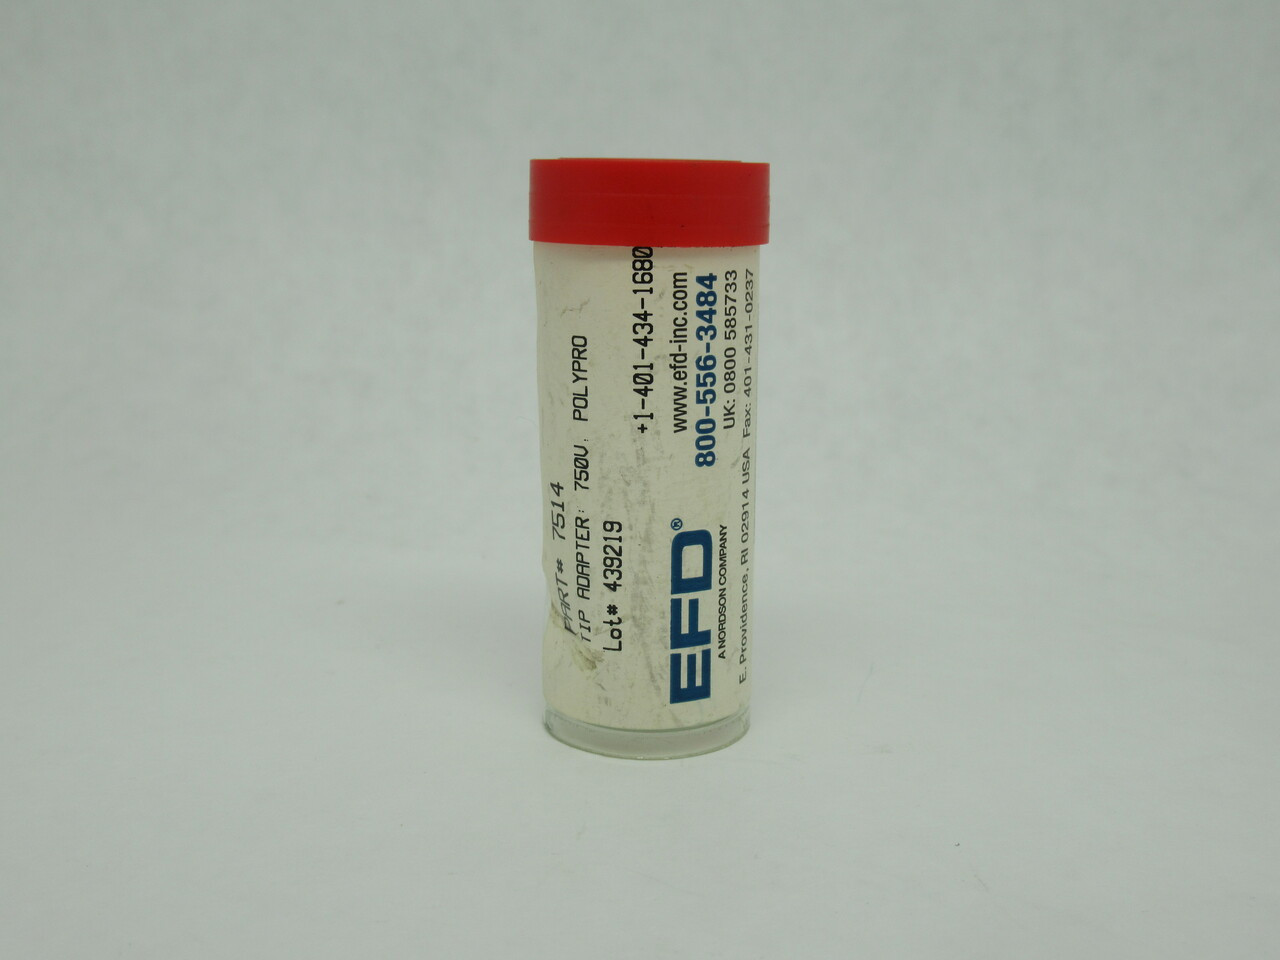 PART# 7514
TIP ADAPTER: 750V, POLYPRO
Lot# 439219
+1-401-434-1680
www.efd-inc.com
800-556-3484
UK: 0800 585733
EFD®
A NORDSON COMPANY
E. Providence, RI 02914 USA Fax: 401-431-0237